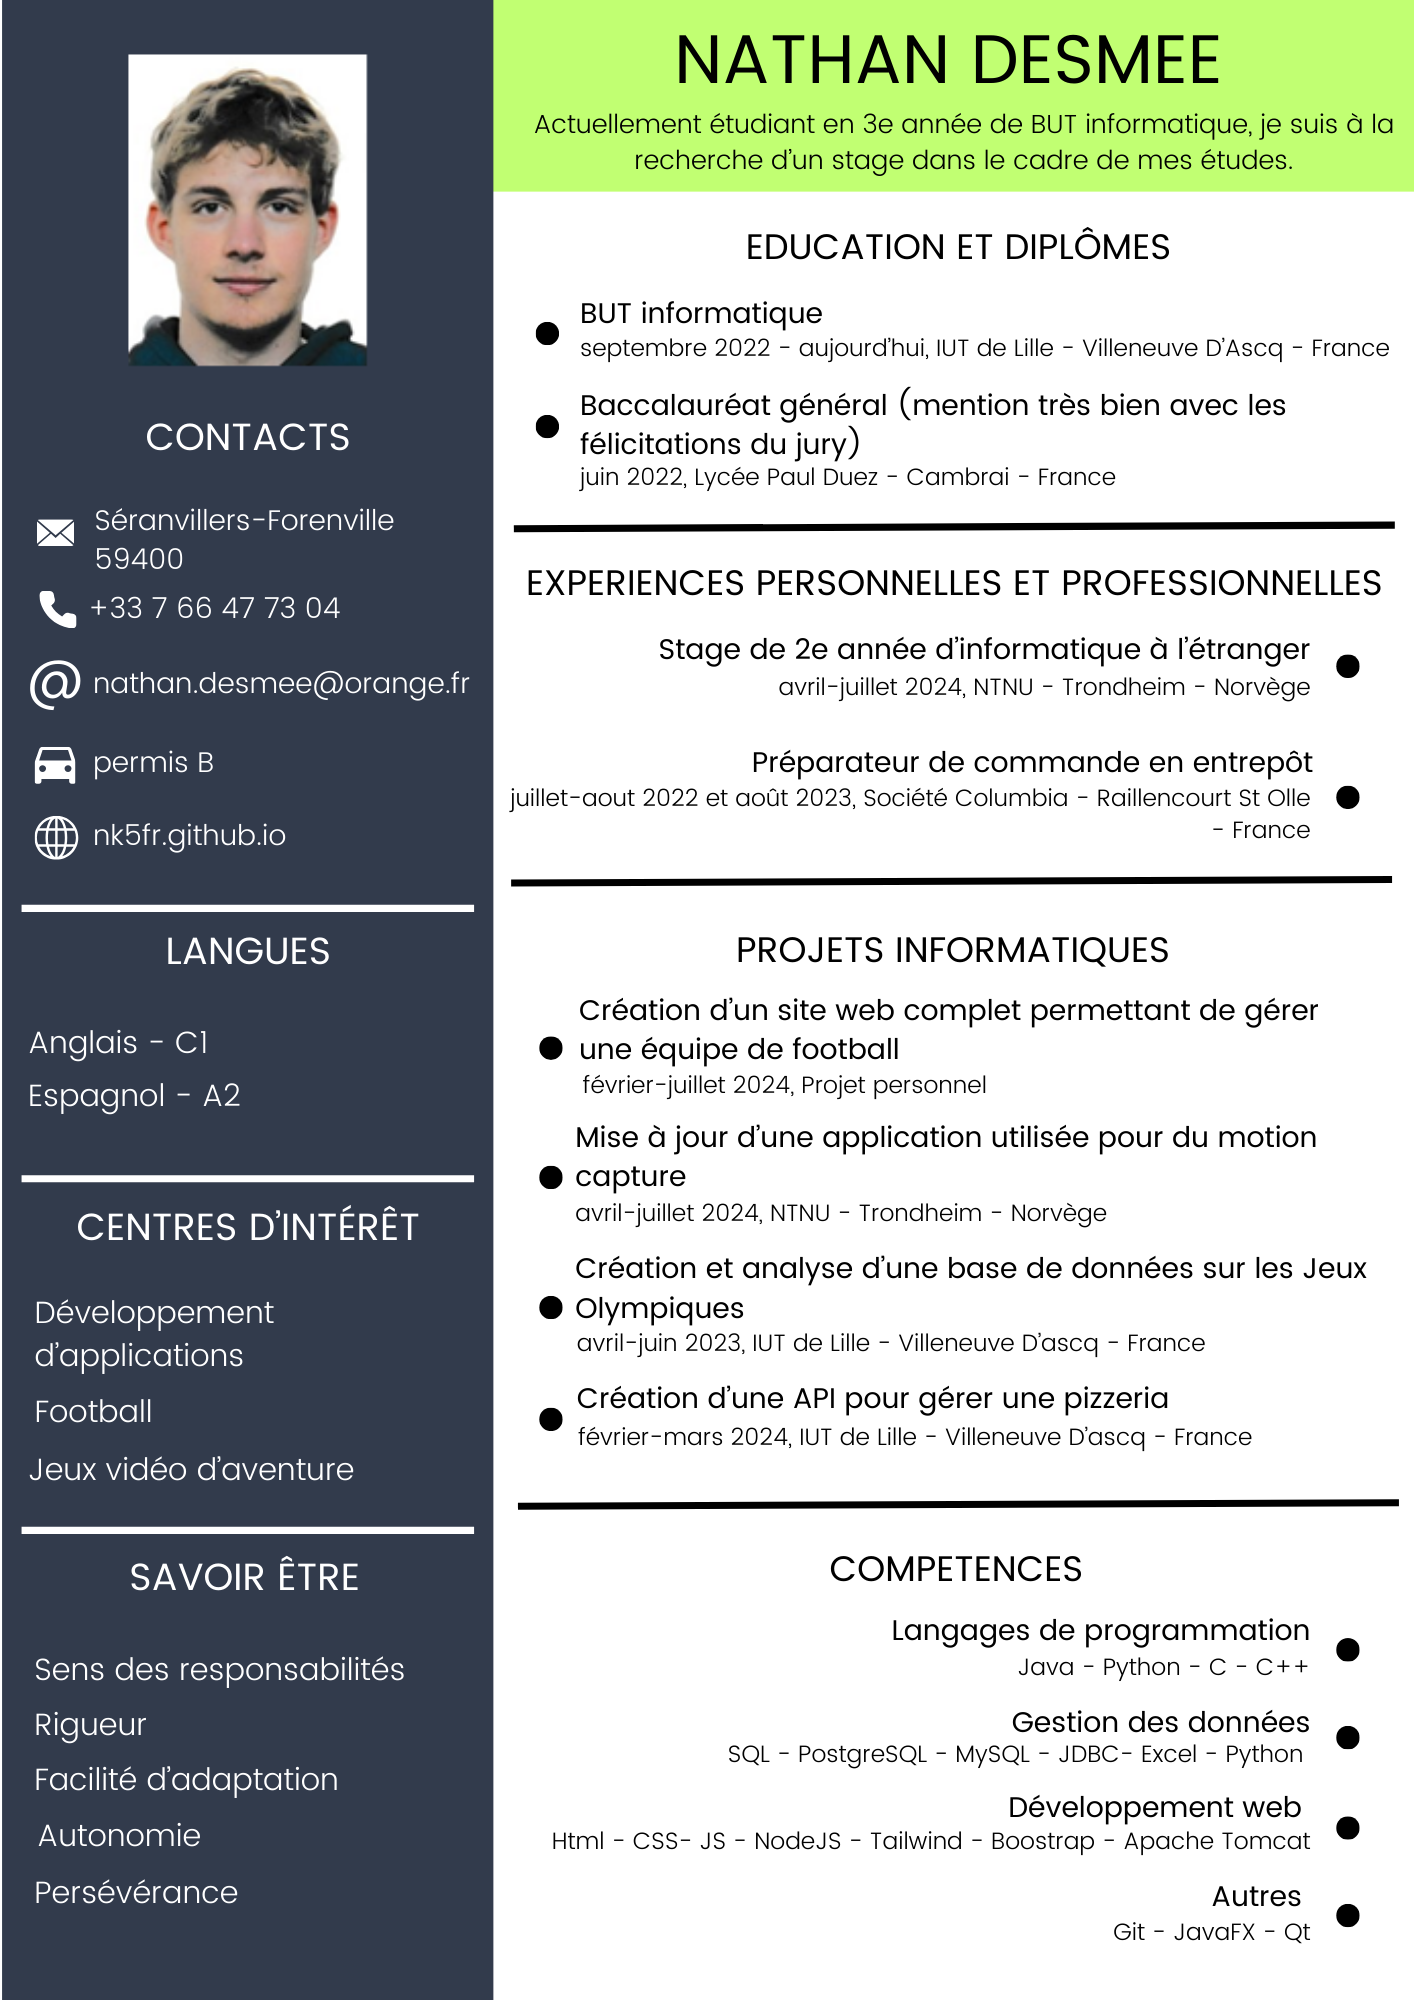 NATHAN DESMEE
Actuellement étudiant en 3e année de BUT informatique, je suis à la
recherche d'un stage dans le cadre de mes études.
CONTACTS
Séranvillers-Forenville
59400
+33 7 66 47 73 04
nathan.desmee@orange.fr
permis B
nk5fr.github.io
LANGUES
Anglais - C1
Espagnol - A2
CENTRES D'INTÉRÊT
Développement
d'applications
Football
Jeux vidéo d'aventure
SAVOIR ÊTRE
Sens des responsabilités
Rigueur
Facilité d'adaptation
Autonomie
Persévérance
EDUCATION ET DIPLÔMES
BUT informatique
septembre 2022 - aujourd'hui, IUT de Lille - Villeneuve D'Ascq - France
Baccalauréat général (mention très bien avec les
félicitations du jury)
juin 2022, Lycée Paul Duez - Cambrai - France
EXPERIENCES PERSONNELLES ET PROFESSIONNELLES
Stage de 2e année d'informatique à l'étranger
avril-juillet 2024, NTNU - Trondheim - Norvège
Préparateur de commande en entrepôt
juillet-aout 2022 et août 2023, Société Columbia - Raillencourt St Olle
- France
PROJETS INFORMATIQUES
Création d'un site web complet permettant de gérer
une équipe de football
février-juillet 2024, Projet personnel
Mise à jour d'une application utilisée pour du motion
capture
avril-juillet 2024, NTNU - Trondheim - Norvège
Création et analyse d'une base de données sur les Jeux
Olympiques
avril-juin 2023, IUT de Lille - Villeneuve D'ascq - France
Création d'une API pour gérer une pizzeria
février-mars 2024, IUT de Lille - Villeneuve D'ascq - France
COMPETENCES
Langages de programmation
Java - Python - C - C++
Gestion des données
SQL - PostgreSQL - MySQL - JDBC- Excel - Python
Développement web
Html - CSS- JS - NodeJS - Tailwind - Boostrap - Apache Tomcat
Autres
Git - JavaFX - Qt